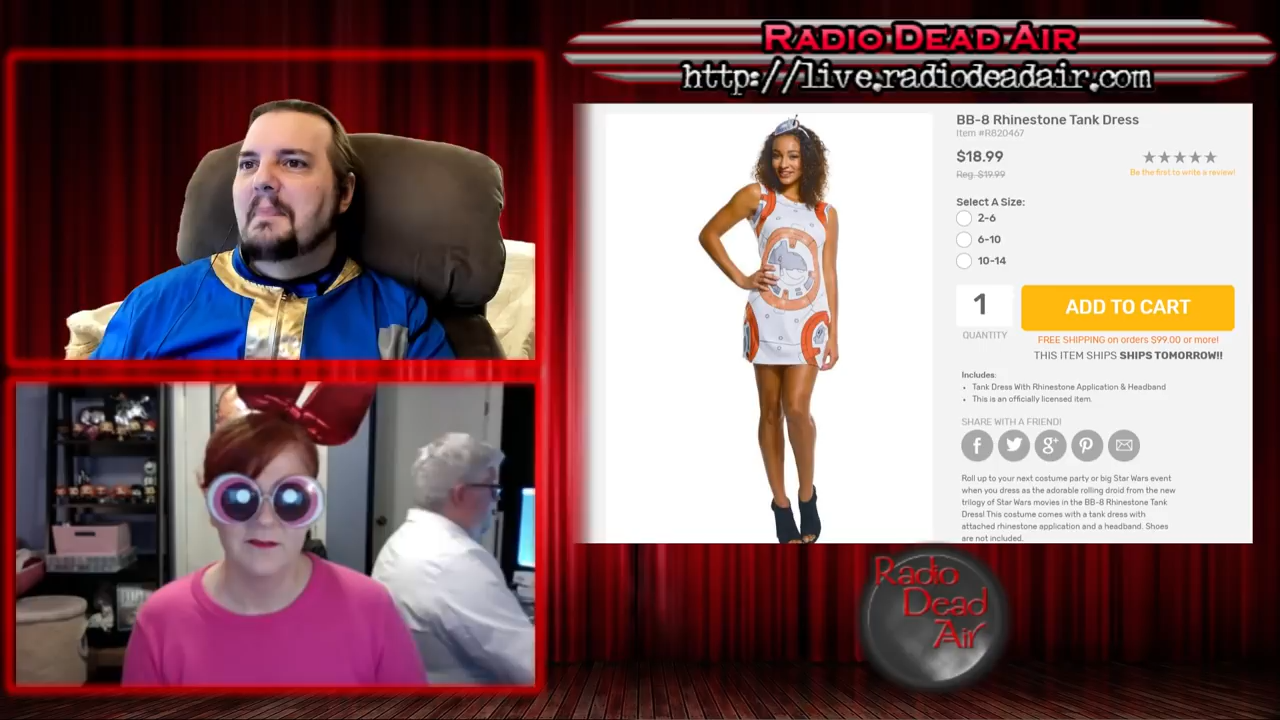 Radio Dead Air
http://live.radiodeadair.com
BB-8 Rhinestone Tank Dress
Item #R820467
$18.99
Reg. $19.99
Be the first to write a review!
Select A Size:
2-6
6-10
10-14
1
ADD TO CART
QUANTITY
FREE SHIPPING on orders $99.00 or more!
THIS ITEM SHIPS SHIPS TOMORROW!!
Includes:
Tank Dress With Rhinestone Application & Headband
This is an officially licensed item.
SHARE WITH A FRIEND!
f
g+
Roll up to your next costume party or big Star Wars event
when you dress as the adorable rolling droid from the new
trilogy of Star Wars movies in the BB-8 Rhinestone Tank
Dress! This costume comes with a tank dress with
attached rhinestone application and a headband. Shoes
are not included.
Radio
Dead
Air